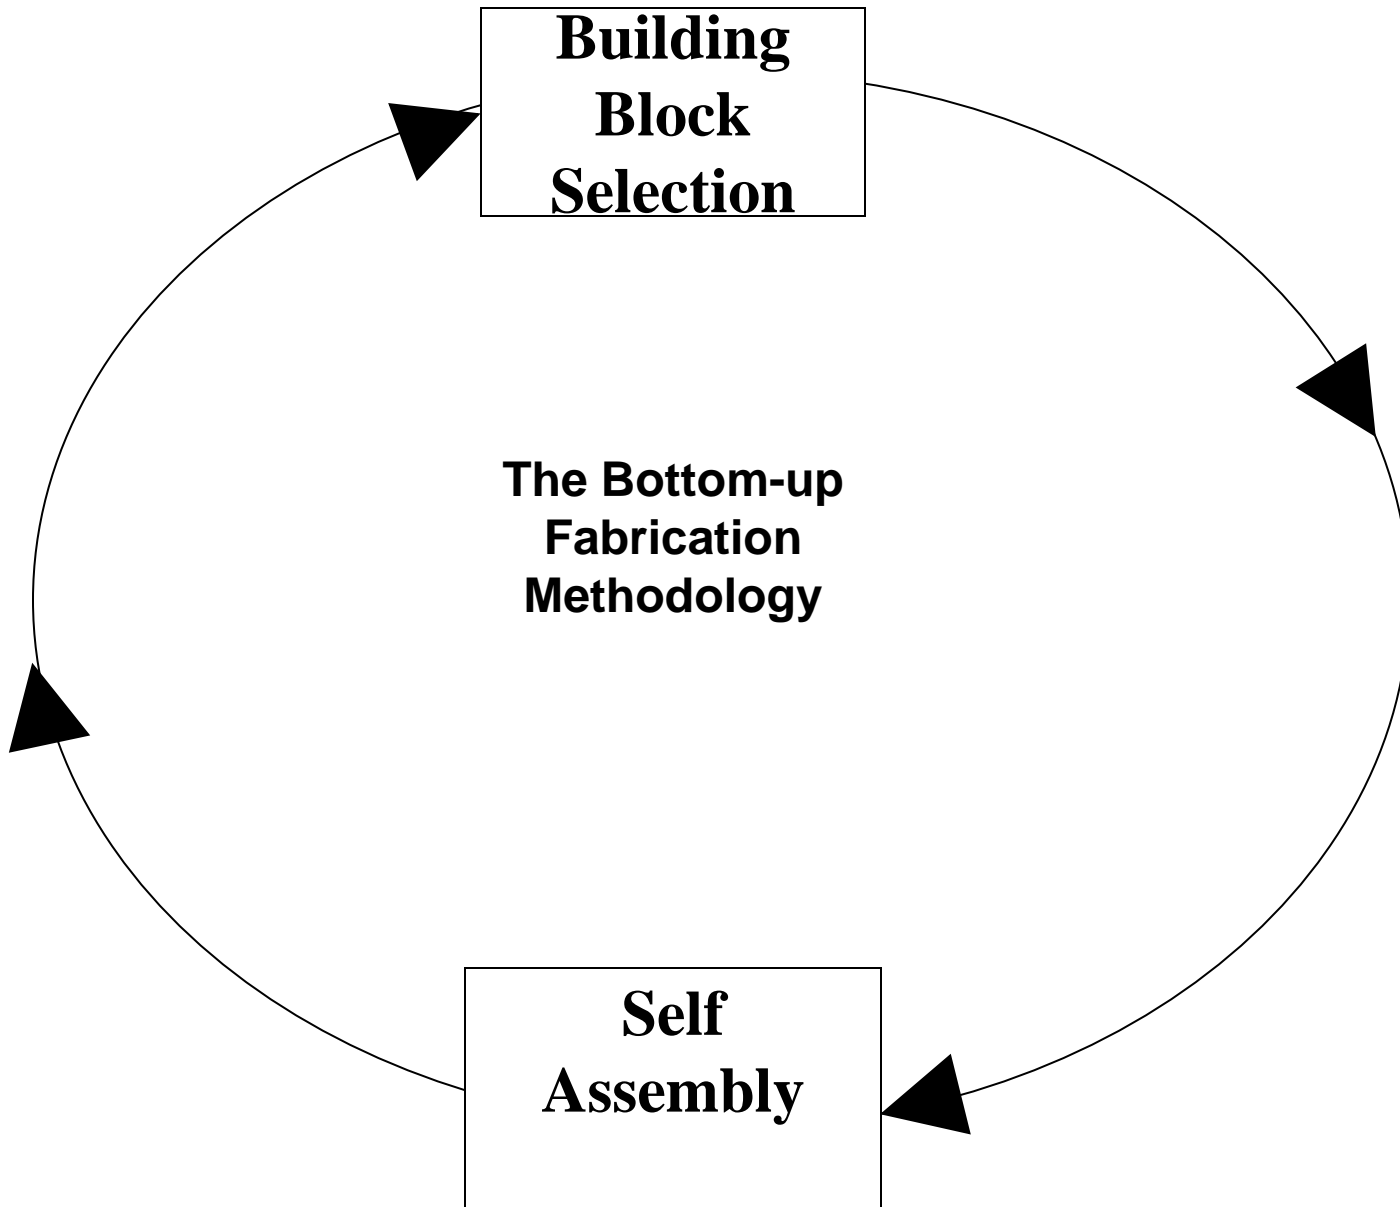 Building
Block
Selection
The Bottom-up
Fabrication
Methodology
Self
Assembly